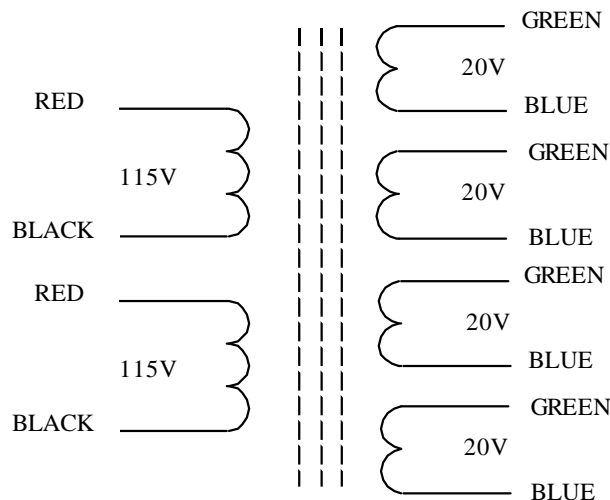 GREEN
20V
BLUE
RED
115V
BLACK
RED
115V
BLACK
GREEN
20V
BLUE
GREEN
20V
BLUE
GREEN
20V
BLUE